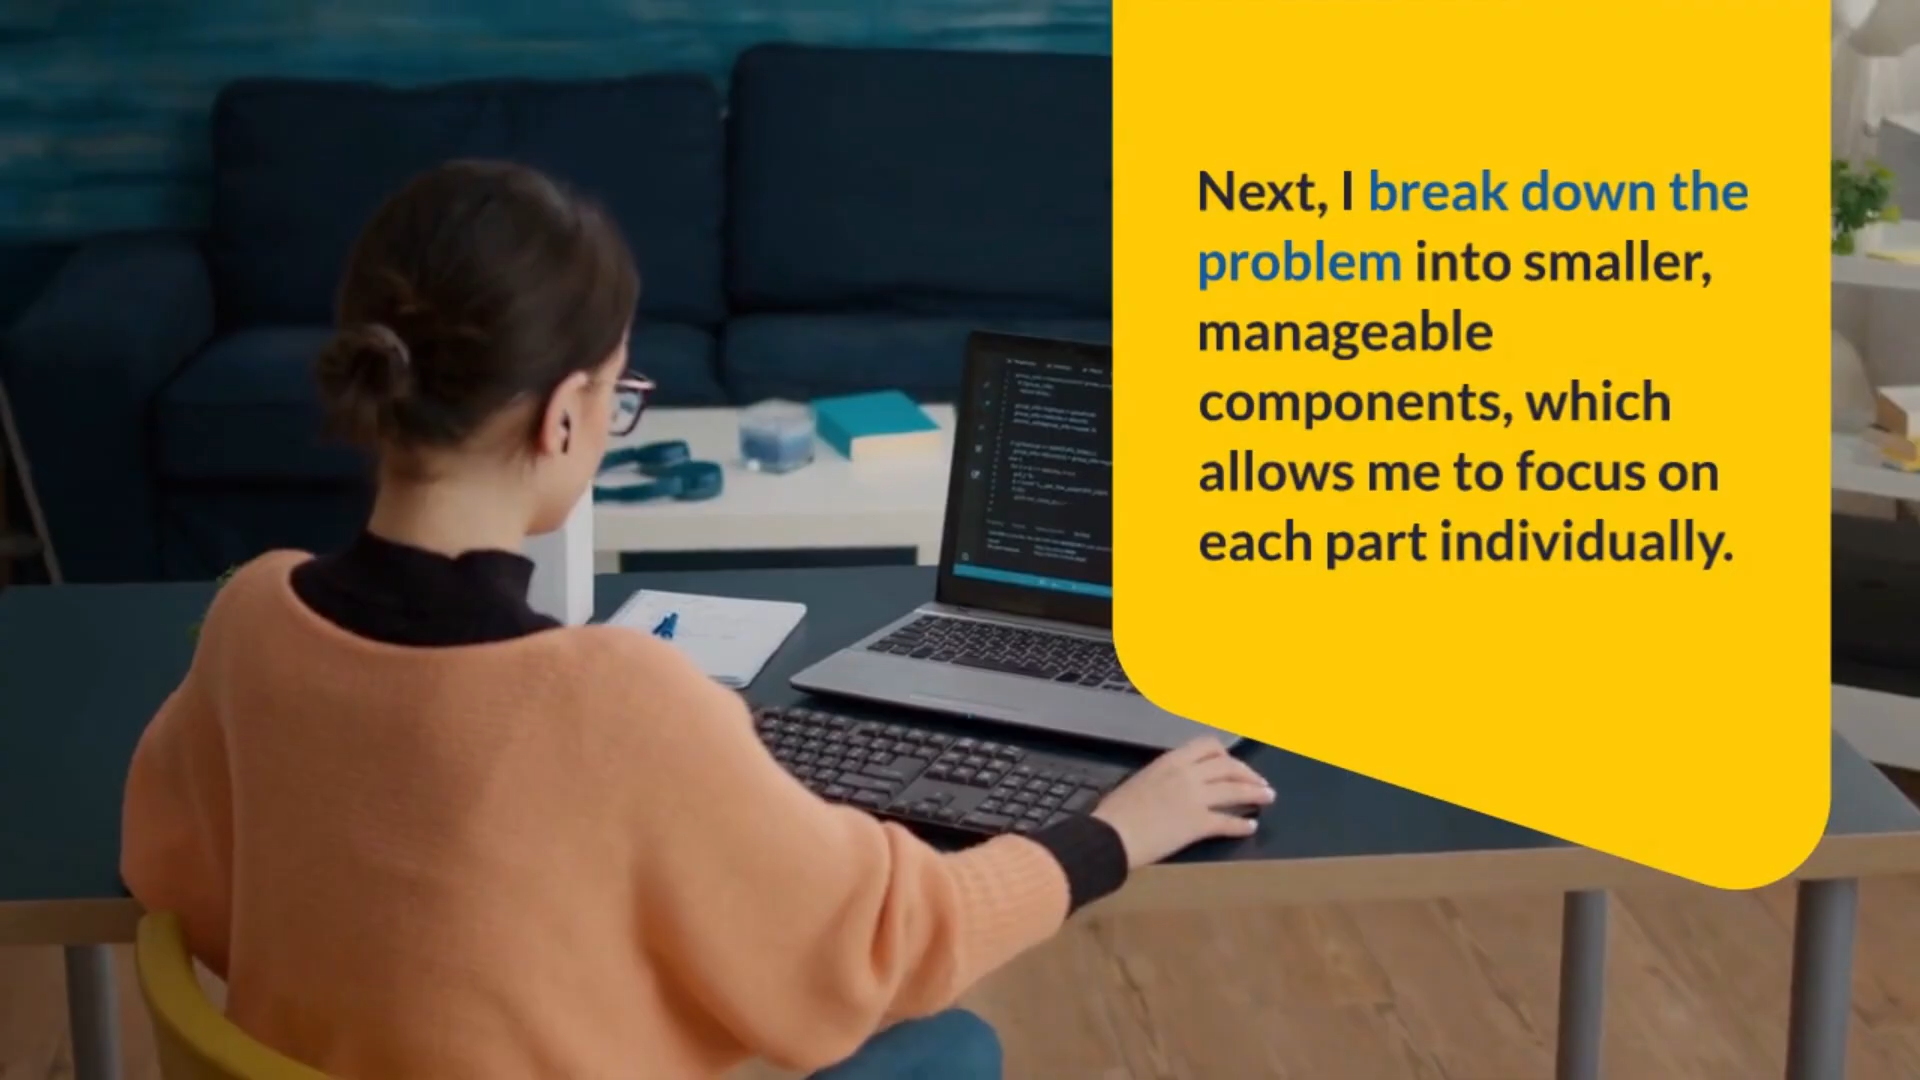 Next, I break down the
problem into smaller,
manageable
components, which
allows me to focus on
each part individually.